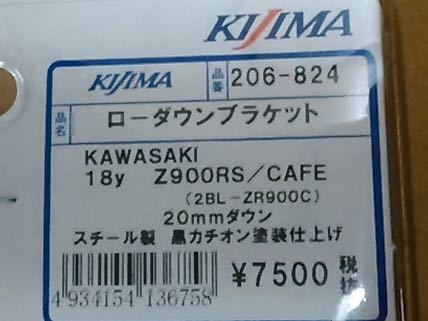 KIJIMA
KIJIMA 品番 206-824
品名 ローダウンブラケット
KAWASAKI
18y Z900RS/CAFE
(2BL-ZR900C)
20mmダウン
スチール製 黒カチオン塗装仕上げ
¥7500 税抜
4 934154 136758